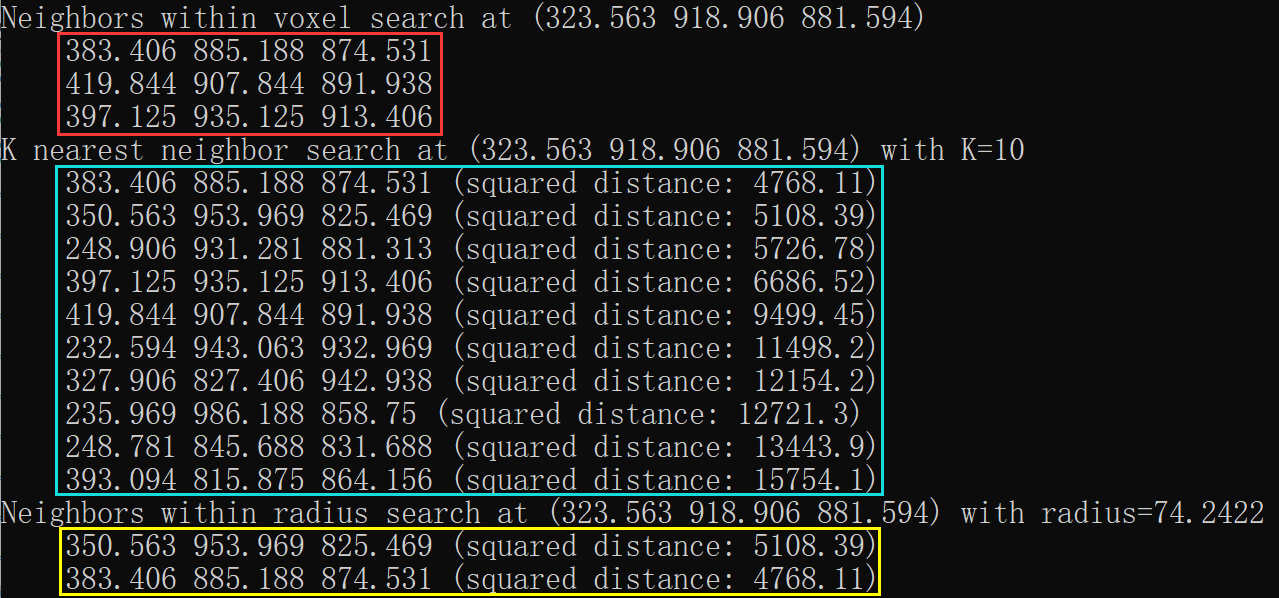 Neighbors within voxel search at (323.563 918.906 881.594)
383.406 885.188 874.531
419.844 907.844 891.938
397.125 935.125 913.406
K nearest neighbor search at (323.563 918.906 881.594) with K=10
383.406 885.188 874.531 (squared distance: 4768.11)
350.563 953.969 825.469 (squared distance: 5108.39)
248.906 931.281 881.313 (squared distance: 5726.78)
397.125 935.125 913.406 (squared distance: 6686.52)
419.844 907.844 891.938 (squared distance: 9499.45)
232.594 943.063 932.969 (squared distance: 11498.2)
327.906 827.406 942.938 (squared distance: 12154.2)
235.969 986.188 858.75 (squared distance: 12721.3)
248.781 845.688 831.688 (squared distance: 13443.9)
393.094 815.875 864.156 (squared distance: 15754.1)
Neighbors within radius search at (323.563 918.906 881.594) with radius=74.2422
350.563 953.969 825.469 (squared distance: 5108.39)
383.406 885.188 874.531 (squared distance: 4768.11)